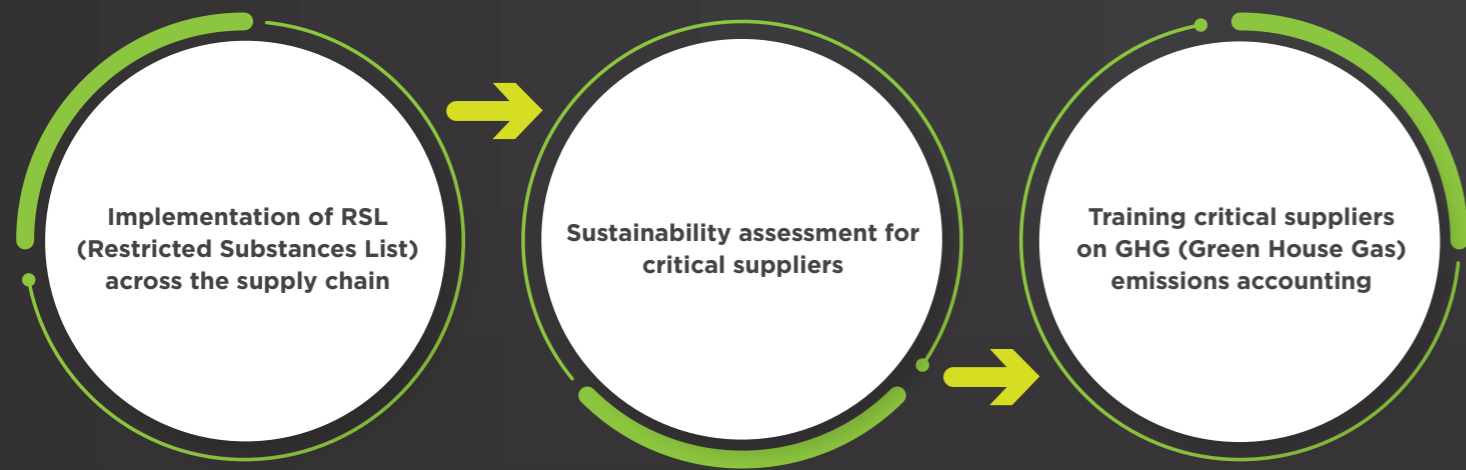 Implementation of RSL
(Restricted Substances List)
across the supply chain
Sustainability assessment for
critical suppliers
Training critical suppliers
on GHG (Green House Gas)
emissions accounting